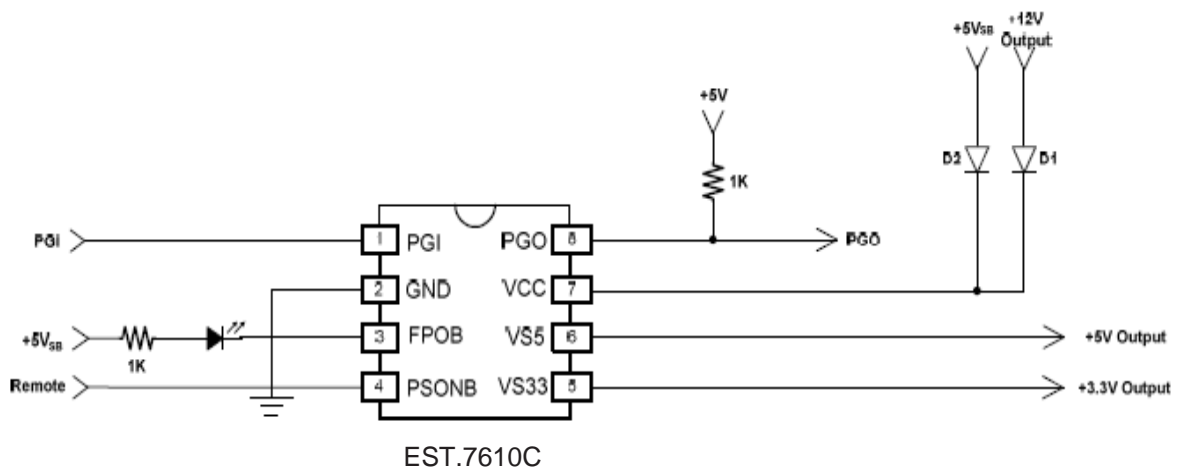 +5VSB
+12V
Output
+5V
D2
D1
1K
PGI
1
PGI
PGO
8
PGO
2
GND
VCC
7
+5VSB
1K
3
FPOB
VS5
6
+5V Output
Remote
4
PSONB
VS33
5
+3.3V Output
EST.7610C